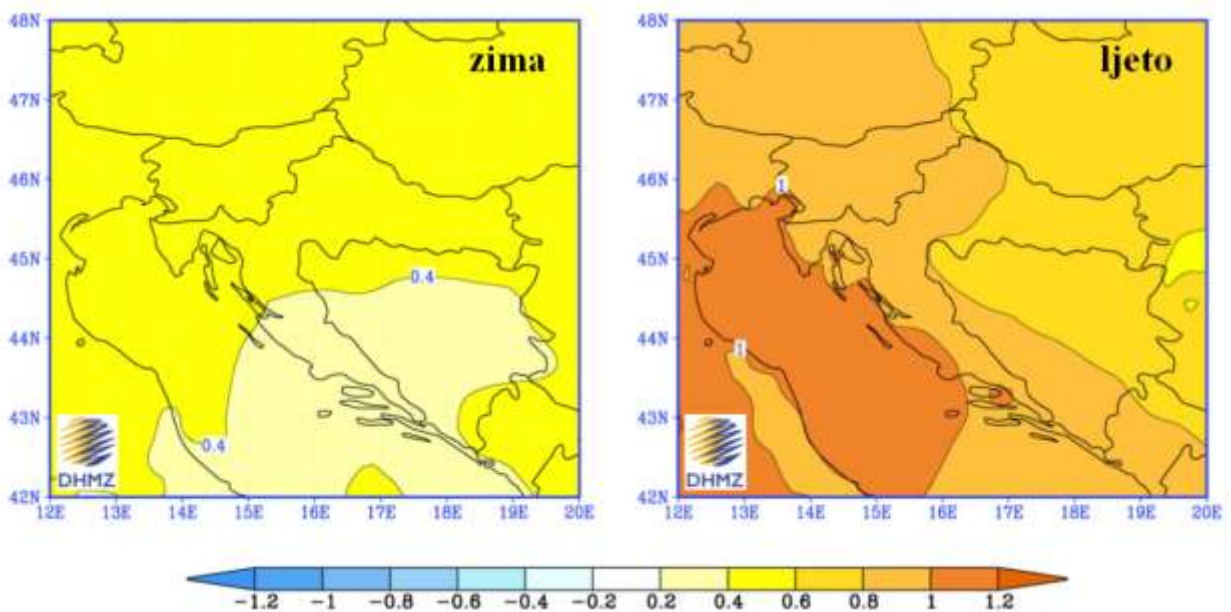 48N
zima
47N
46N
45N
0.4
44N
43N
0.4
DHMZ
42N
12E 13E 14E 15E 16E 17E 18E 19E 20E
48N
ljeto
47N
46N
1
45N
44N
1
43N
DHMZ
42N
12E 13E 14E 15E 16E 17E 18E 19E 20E
-1.2 -1 -0.8 -0.6 -0.4 -0.2 0.2 0.4 0.6 0.8 1 1.2